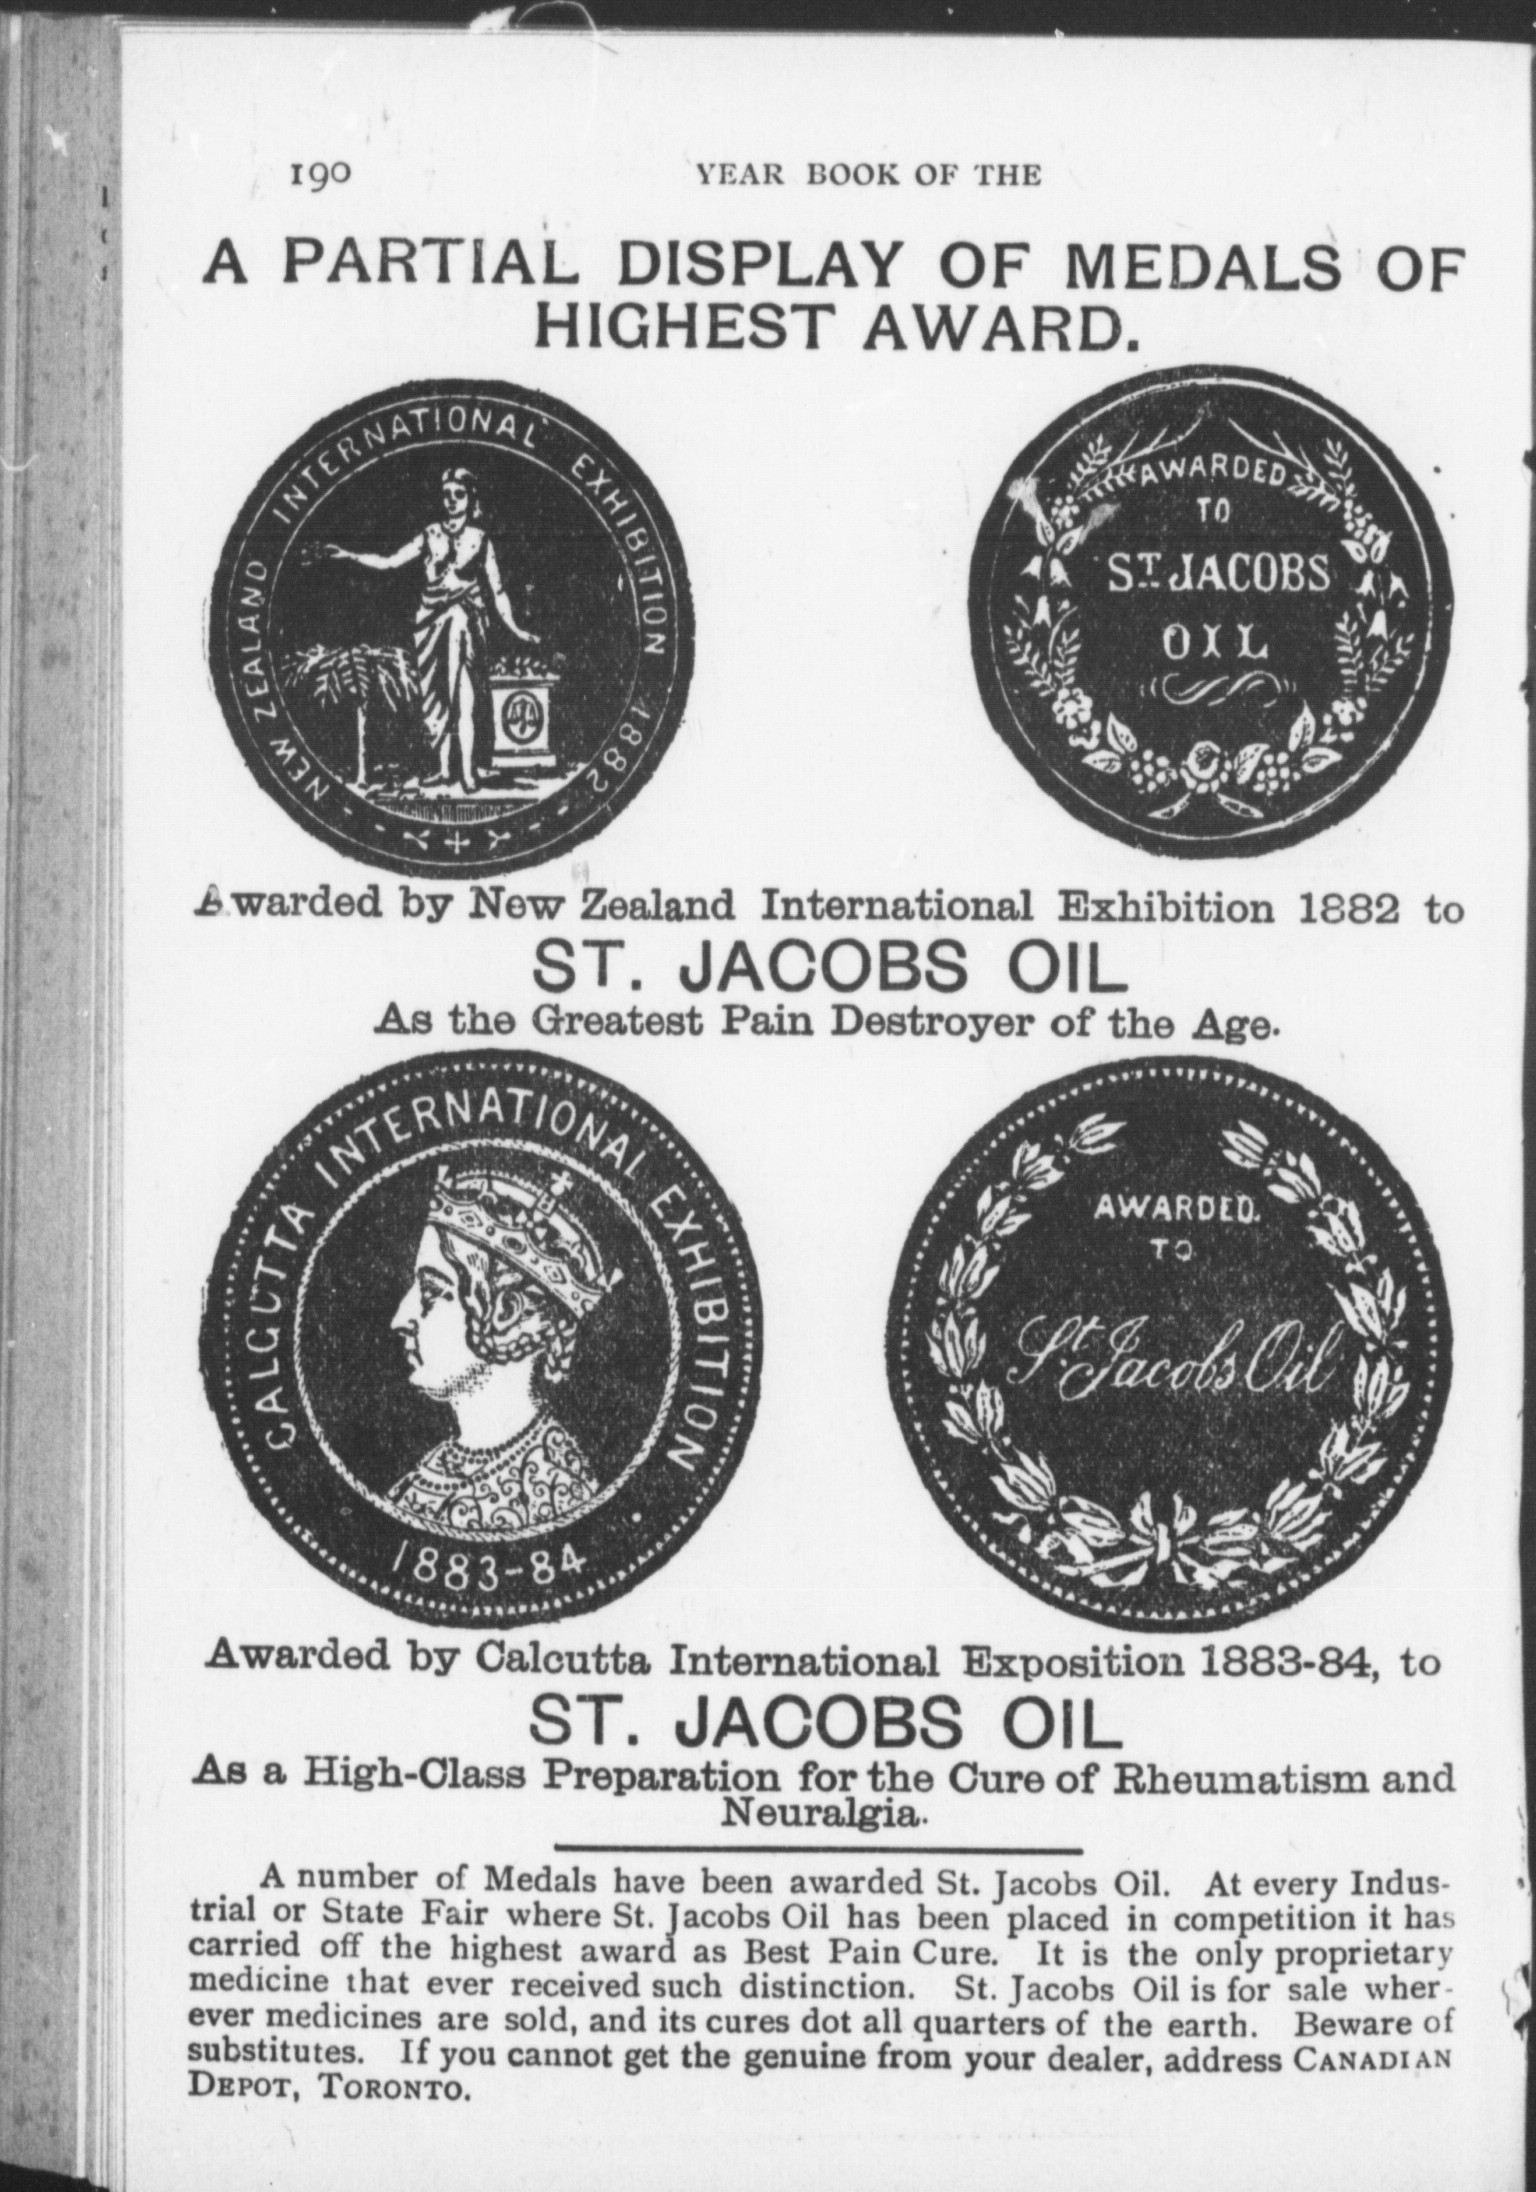 190 YEAR BOOK OF THE
A PARTIAL DISPLAY OF MEDALS OF
HIGHEST AWARD.
NEW ZEALAND INTERNATIONAL EXHIBITION 1882
AWARDED
TO
ST JACOBS
OIL
Awarded by New Zealand International Exhibition 1882 to
ST. JACOBS OIL
As the Greatest Pain Destroyer of the Age.
CALCUTTA INTERNATIONAL EXHIBITION
1883-84
AWARDED.
TO
St Jacobs Oil
Awarded by Calcutta International Exposition 1883-84, to
ST. JACOBS OIL
As a High-Class Preparation for the Cure of Rheumatism and
Neuralgia.
A number of Medals have been awarded St. Jacobs Oil. At every Indus-
trial or State Fair where St. Jacobs Oil has been placed in competition it has
carried off the highest award as Best Pain Cure. It is the only proprietary
medicine that ever received such distinction. St. Jacobs Oil is for sale wher-
ever medicines are sold, and its cures dot all quarters of the earth. Beware of
substitutes. If you cannot get the genuine from your dealer, address CANADIAN
DEPOT, TORONTO.